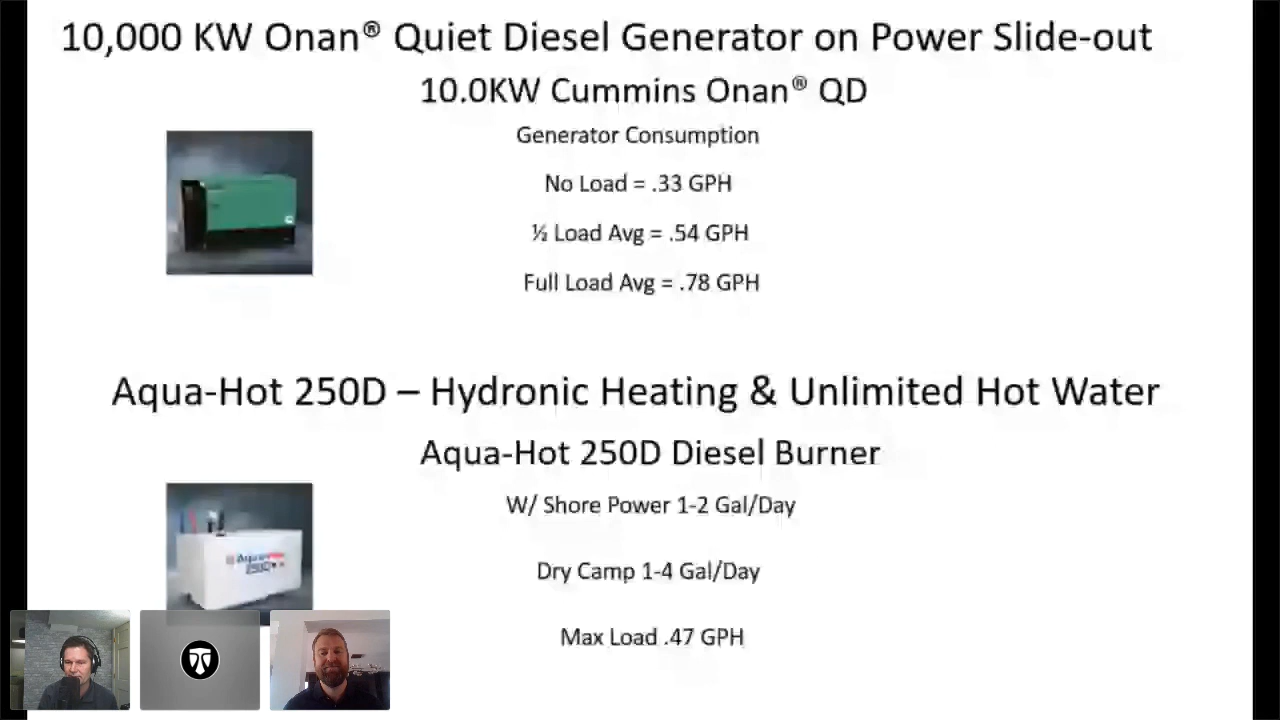 10,000 KW Onan® Quiet Diesel Generator on Power Slide-out
10.0KW Cummins Onan® QD
Generator Consumption
No Load = .33 GPH
½ Load Avg = .54 GPH
Full Load Avg = .78 GPH
Aqua-Hot 250D – Hydronic Heating & Unlimited Hot Water
Aqua-Hot 250D Diesel Burner
W/ Shore Power 1-2 Gal/Day
Dry Camp 1-4 Gal/Day
Max Load .47 GPH